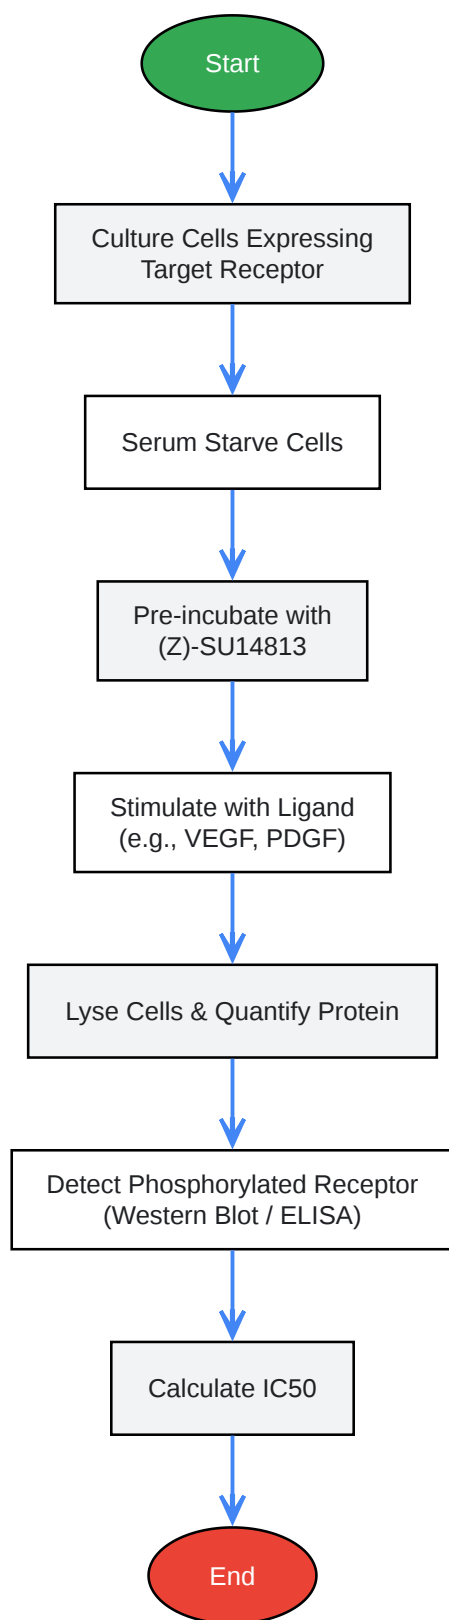 Start
Culture Cells Expressing
Target Receptor
Serum Starve Cells
Pre-incubate with
(Z)-SU14813
Stimulate with Ligand
(e.g., VEGF, PDGF)
Lyse Cells & Quantify Protein
Detect Phosphorylated Receptor
(Western Blot / ELISA)
Calculate IC50
End